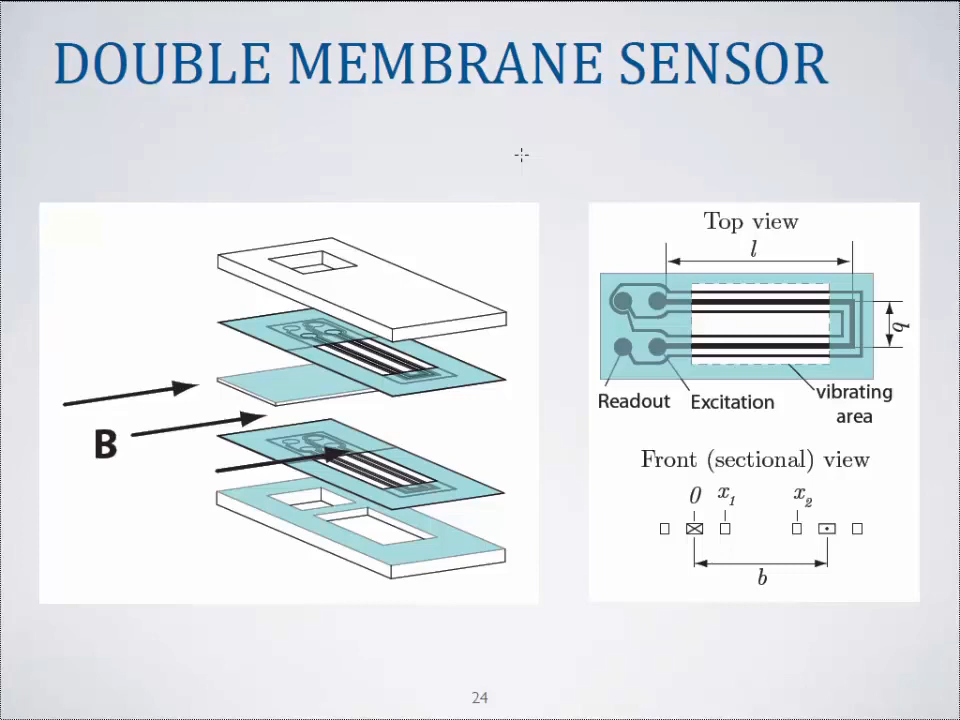 DOUBLE MEMBRANE SENSOR
B
Top view
l
b
Readout
Excitation
vibrating
area
Front (sectional) view
0
x₁
x₂
b
24